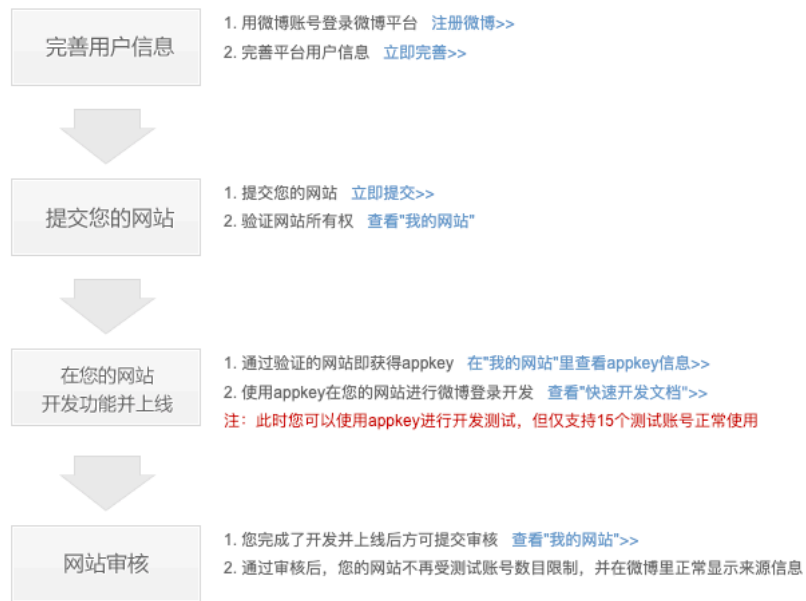 完善用户信息
1. 用微博账号登录微博平台 注册微博>>
2. 完善平台用户信息 立即完善>>
提交您的网站
1. 提交您的网站 立即提交>>
2. 验证网站所有权 查看"我的网站"
在您的网站
开发功能并上线
1. 通过验证的网站即获得appkey 在"我的网站"里查看appkey信息>>
2. 使用appkey在您的网站进行微博登录开发 查看"快速开发文档">>
注：此时您可以使用appkey进行开发测试，但仅支持15个测试账号正常使用
网站审核
1. 您完成了开发并上线后方可提交审核 查看"我的网站">>
2. 通过审核后，您的网站不再受测试账号数目限制，并在微博里正常显示来源信息